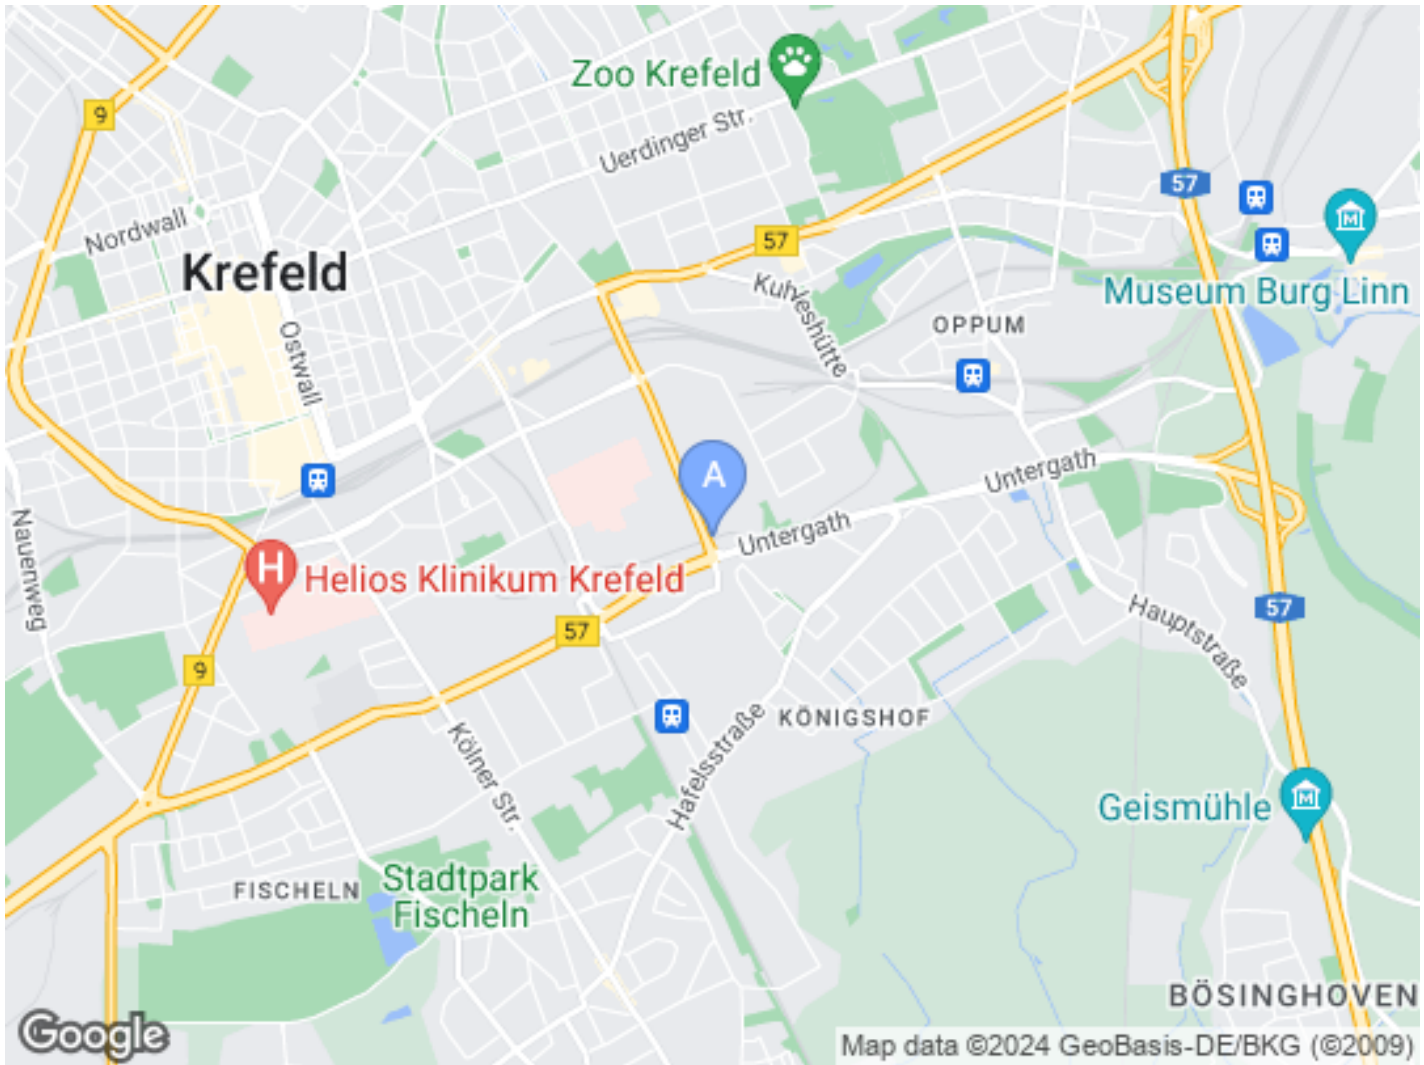 Zoo Krefeld
9
Uerdinger Str.
57
Nordwall
57
Krefeld
Kuhleshütte
Museum Burg Linn
OPPUM
Ostwall
A
Untergath
Untergath
Nauenweg
H
Helios Klinikum Krefeld
57
57
Hauptstraße
9
KÖNIGSHOF
Kölner Str.
Hafelsstraße
Geismühle
FISCHELN
Stadtpark
Fischeln
BÖSINGHOVEN
Google
Map data ©2024 GeoBasis-DE/BKG (©2009)